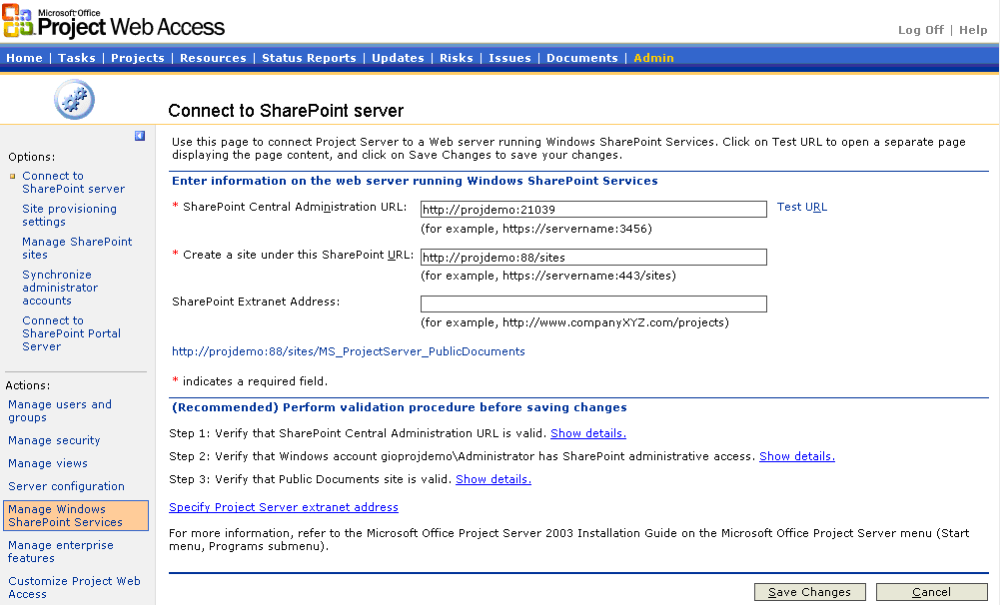 Microsoft Office
Project Web Access
Log Off | Help
Home | Tasks | Projects | Resources | Status Reports | Updates | Risks | Issues | Documents | Admin
Connect to SharePoint server
Options:
Connect to
SharePoint server
Site provisioning
settings
Manage SharePoint
sites
Synchronize
administrator
accounts
Connect to
SharePoint Portal
Server
Actions:
Manage users and
groups
Manage security
Manage views
Server configuration
Manage Windows
SharePoint Services
Manage enterprise
features
Customize Project Web
Access
Use this page to connect Project Server to a Web server running Windows SharePoint Services. Click on Test URL to open a separate page
displaying the page content, and click on Save Changes to save your changes.
Enter information on the web server running Windows SharePoint Services
* SharePoint Central Administration URL: http://projdemo:21039 Test URL
(for example, https://servername:3456)
* Create a site under this SharePoint URL: http://projdemo:88/sites
(for example, https://servername:443/sites)
SharePoint Extranet Address:
(for example, http://www.companyXYZ.com/projects)
http://projdemo:88/sites/MS_ProjectServer_PublicDocuments
* indicates a required field.
(Recommended) Perform validation procedure before saving changes
Step 1: Verify that SharePoint Central Administration URL is valid. Show details.
Step 2: Verify that Windows account gioprojdemo\Administrator has SharePoint administrative access. Show details.
Step 3: Verify that Public Documents site is valid. Show details.
Specify Project Server extranet address
For more information, refer to the Microsoft Office Project Server 2003 Installation Guide on the Microsoft Office Project Server menu (Start
menu, Programs submenu).
Save Changes Cancel